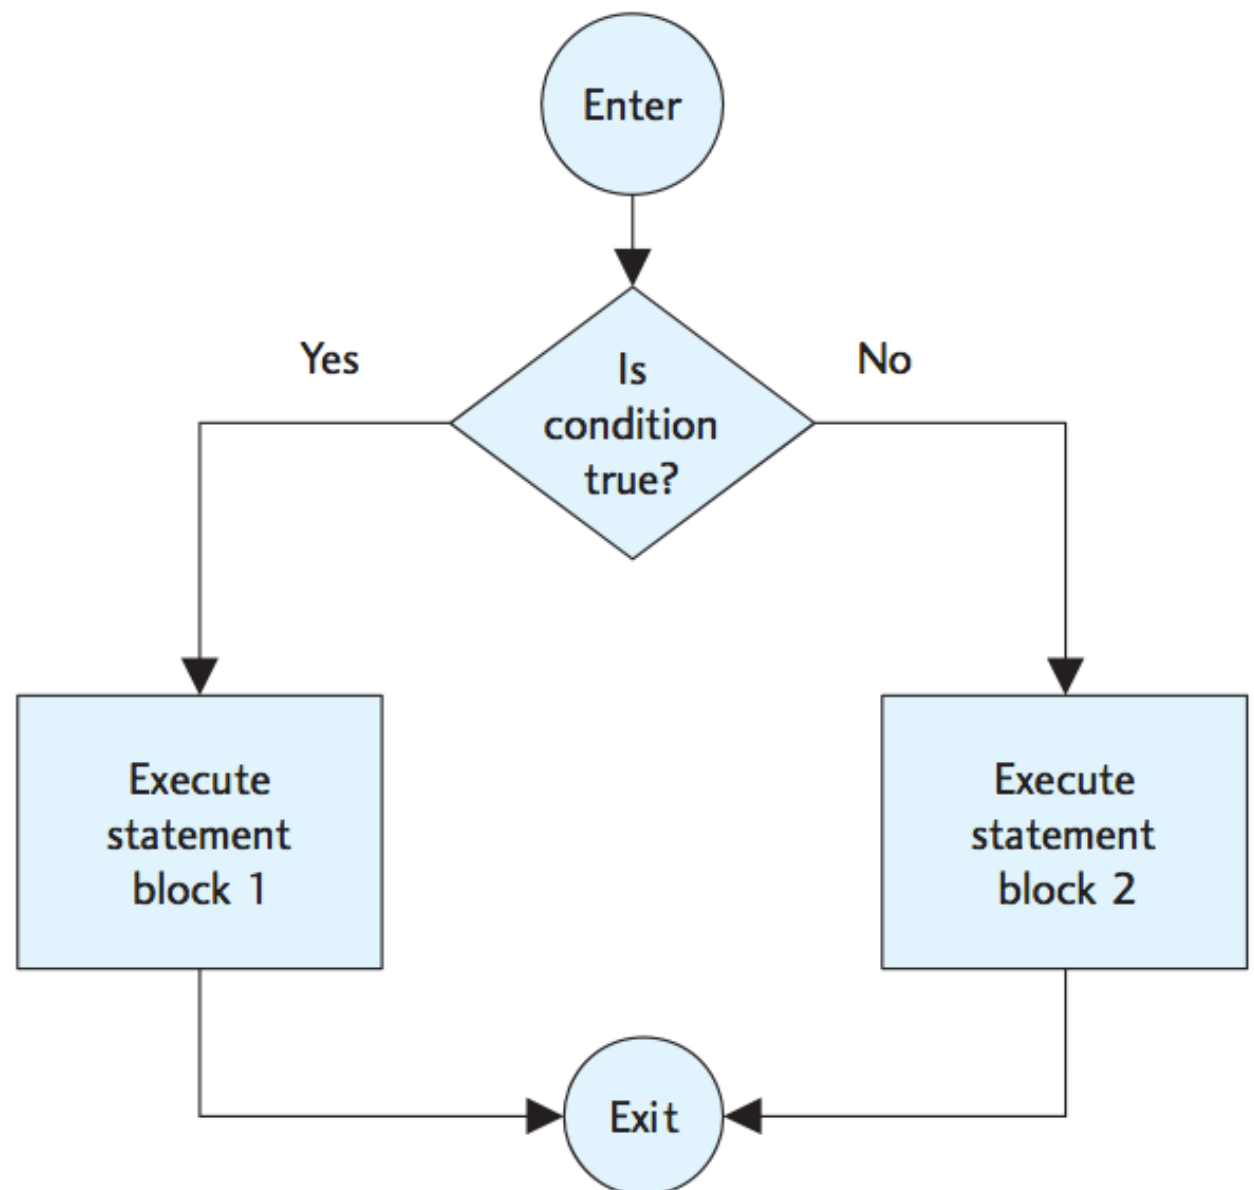 Enter
Yes
No
Is
condition
true?
Execute
statement
block 1
Execute
statement
block 2
Exit